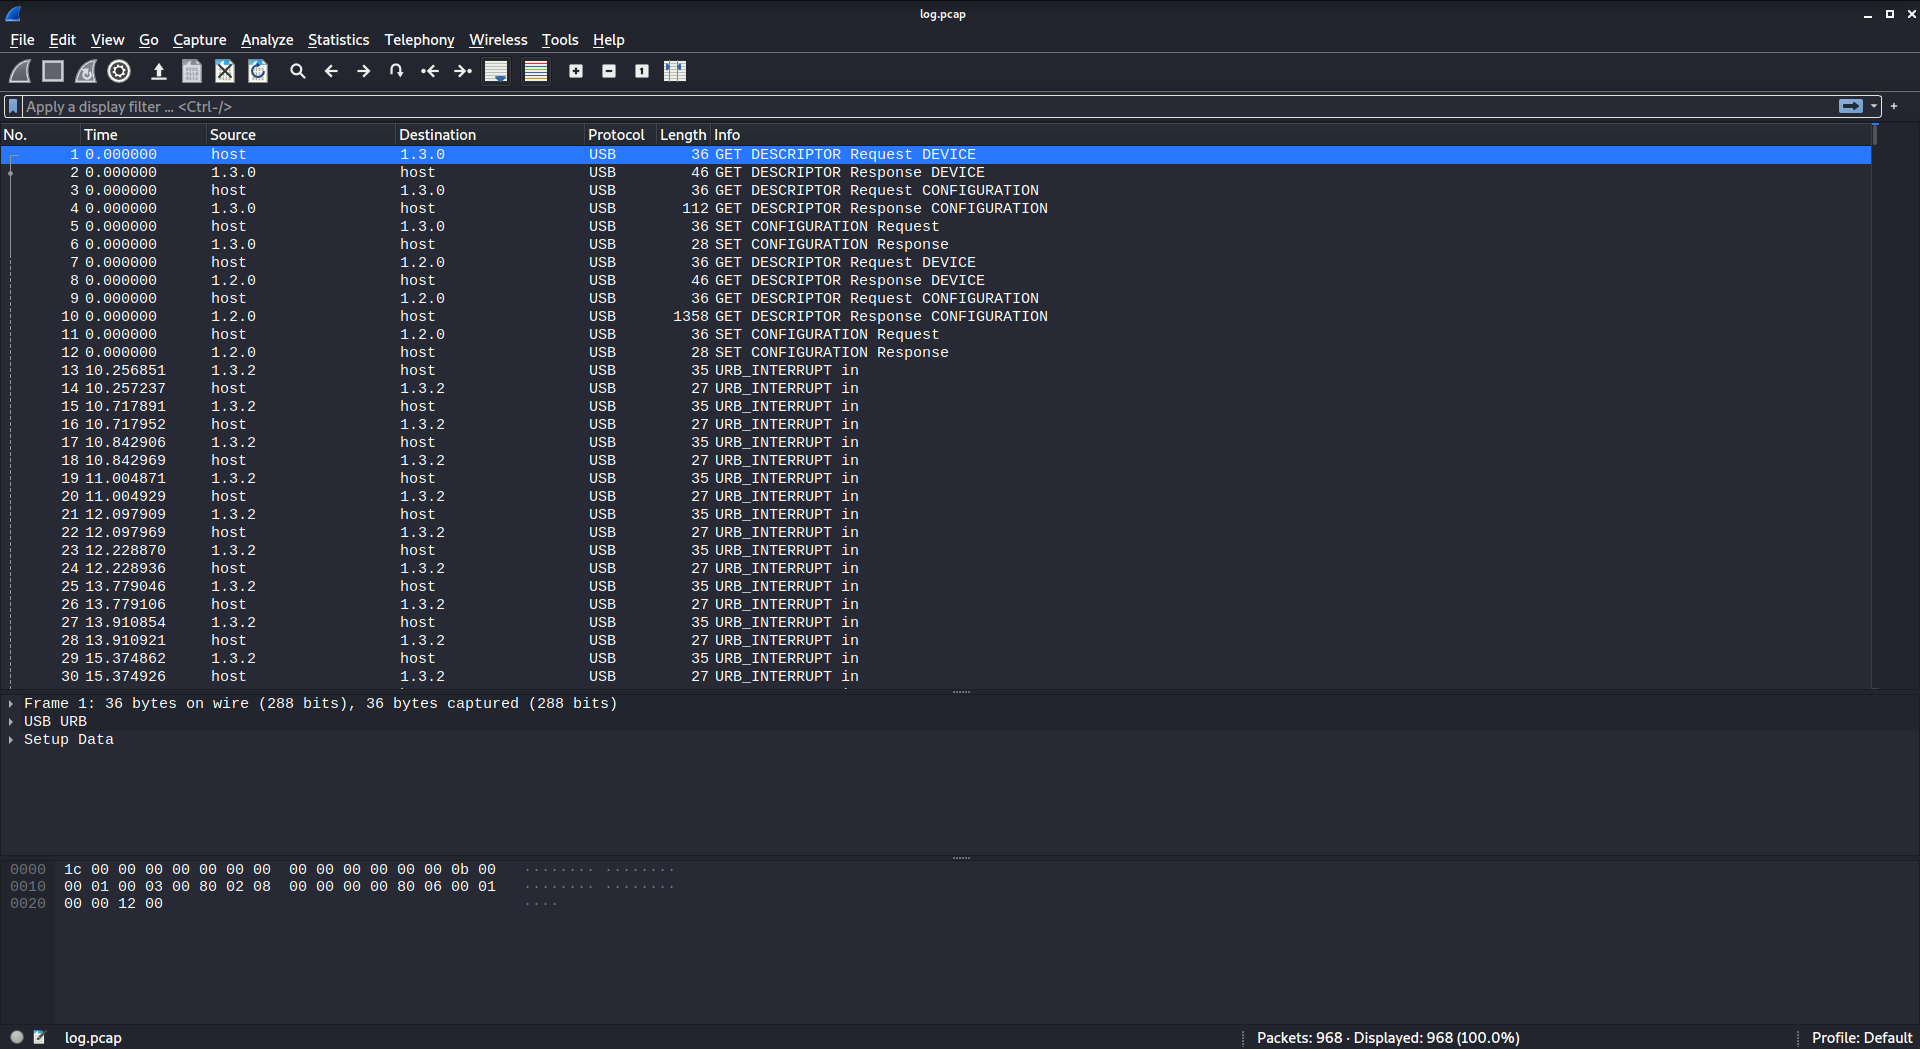 log.pcap
File Edit View Go Capture Analyze Statistics Telephony Wireless Tools Help
Apply a display filter ... <Ctrl-/>
No. Time Source Destination Protocol Length Info
1 0.000000 host 1.3.0 USB 36 GET DESCRIPTOR Request DEVICE
2 0.000000 1.3.0 host USB 46 GET DESCRIPTOR Response DEVICE
3 0.000000 host 1.3.0 USB 36 GET DESCRIPTOR Request CONFIGURATION
4 0.000000 1.3.0 host USB 112 GET DESCRIPTOR Response CONFIGURATION
5 0.000000 host 1.3.0 USB 36 SET CONFIGURATION Request
6 0.000000 1.3.0 host USB 28 SET CONFIGURATION Response
7 0.000000 host 1.2.0 USB 36 GET DESCRIPTOR Request DEVICE
8 0.000000 1.2.0 host USB 46 GET DESCRIPTOR Response DEVICE
9 0.000000 host 1.2.0 USB 36 GET DESCRIPTOR Request CONFIGURATION
10 0.000000 1.2.0 host USB 1358 GET DESCRIPTOR Response CONFIGURATION
11 0.000000 host 1.2.0 USB 36 SET CONFIGURATION Request
12 0.000000 1.2.0 host USB 28 SET CONFIGURATION Response
13 10.256851 1.3.2 host USB 35 URB_INTERRUPT in
14 10.257237 host 1.3.2 USB 27 URB_INTERRUPT in
15 10.717891 1.3.2 host USB 35 URB_INTERRUPT in
16 10.717952 host 1.3.2 USB 27 URB_INTERRUPT in
17 10.842906 1.3.2 host USB 35 URB_INTERRUPT in
18 10.842969 host 1.3.2 USB 27 URB_INTERRUPT in
19 11.004871 1.3.2 host USB 35 URB_INTERRUPT in
20 11.004929 host 1.3.2 USB 27 URB_INTERRUPT in
21 12.097909 1.3.2 host USB 35 URB_INTERRUPT in
22 12.097969 host 1.3.2 USB 27 URB_INTERRUPT in
23 12.228870 1.3.2 host USB 35 URB_INTERRUPT in
24 12.228936 host 1.3.2 USB 27 URB_INTERRUPT in
25 13.779046 1.3.2 host USB 35 URB_INTERRUPT in
26 13.779106 host 1.3.2 USB 27 URB_INTERRUPT in
27 13.910854 1.3.2 host USB 35 URB_INTERRUPT in
28 13.910921 host 1.3.2 USB 27 URB_INTERRUPT in
29 15.374862 1.3.2 host USB 35 URB_INTERRUPT in
30 15.374926 host 1.3.2 USB 27 URB_INTERRUPT in
Frame 1: 36 bytes on wire (288 bits), 36 bytes captured (288 bits)
USB URB
Setup Data
0000 1c 00 00 00 00 00 00 00 00 00 00 00 00 00 0b 00 ········ ········
0010 00 01 00 03 00 80 02 08 00 00 00 00 80 06 00 01 ········ ········
0020 00 00 12 00 ····
log.pcap Packets: 968 · Displayed: 968 (100.0%) Profile: Default